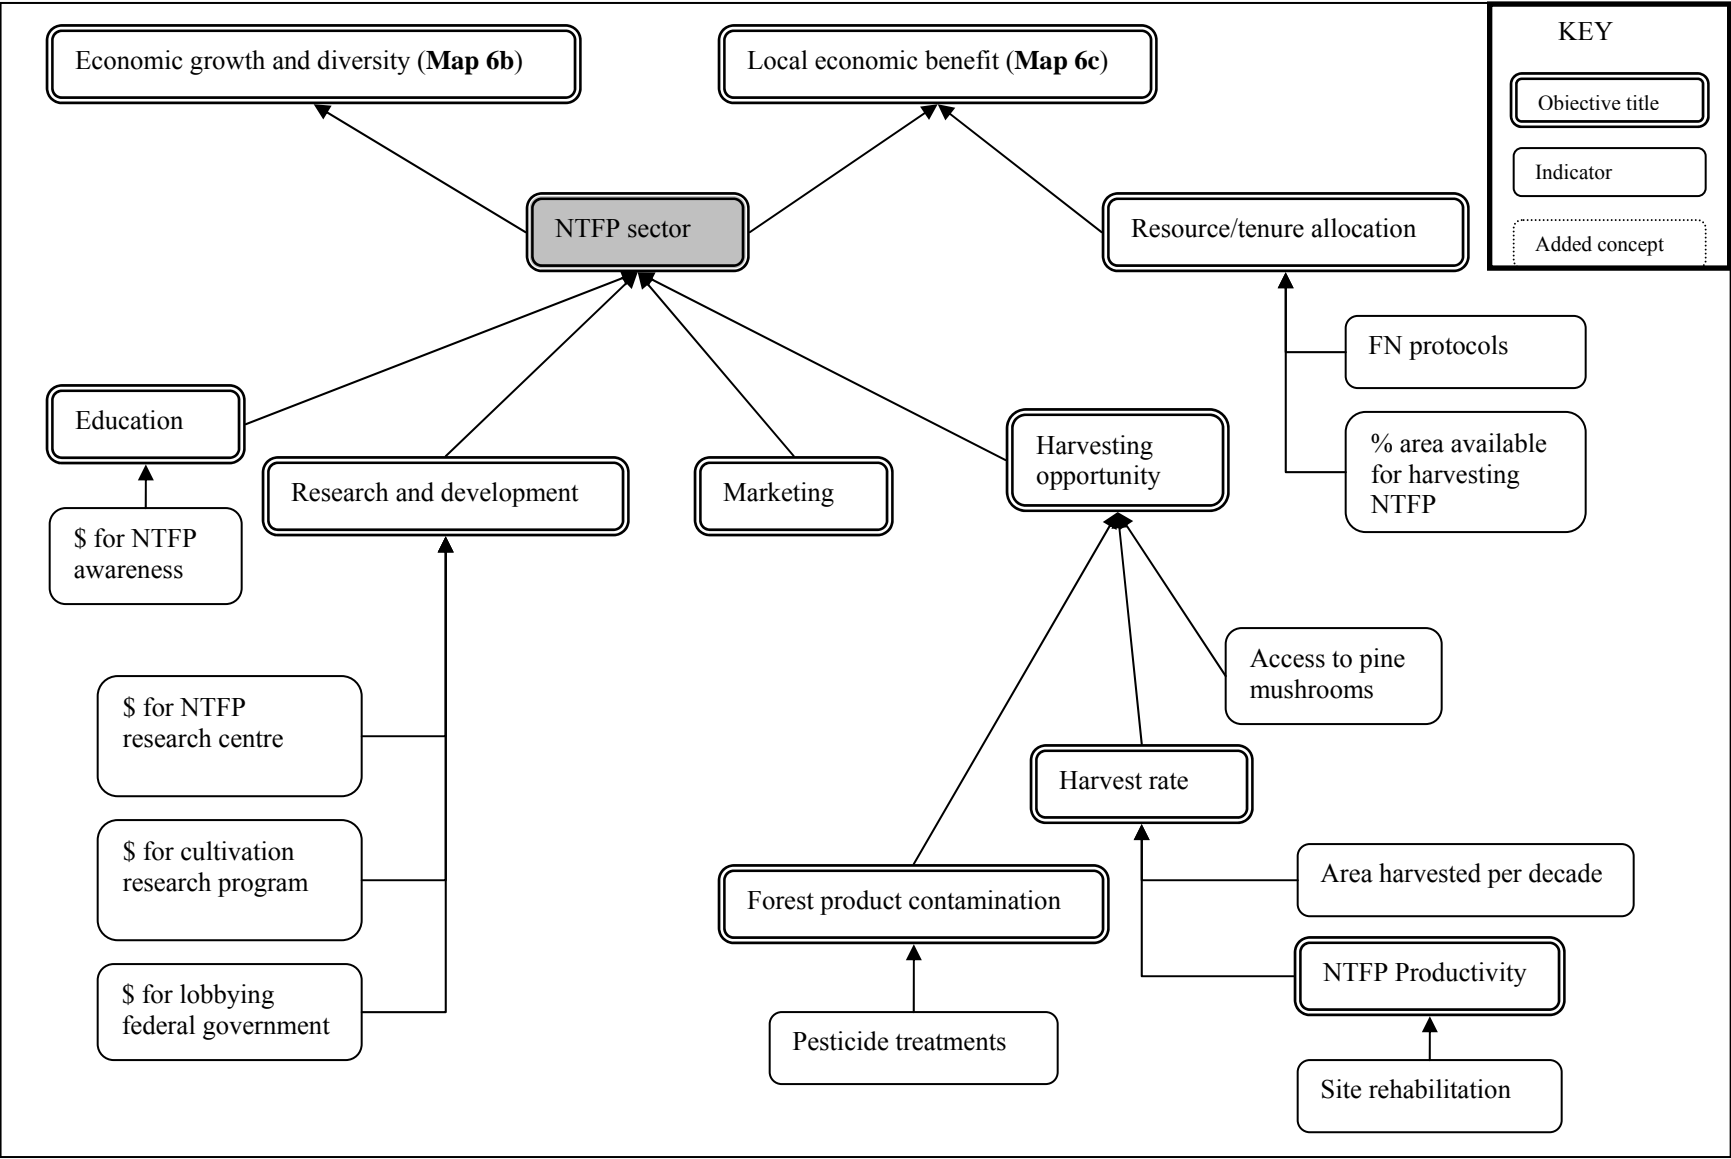 Economic growth and diversity (Map 6b)
Local economic benefit (Map 6c)
KEY
Obiective title
Indicator
Added concept
NTFP sector
Resource/tenure allocation
FN protocols
% area available
for harvesting
NTFP
Education
Research and development
Marketing
Harvesting
opportunity
$ for NTFP
awareness
Access to pine
mushrooms
$ for NTFP
research centre
Harvest rate
$ for cultivation
research program
Area harvested per decade
Forest product contamination
NTFP Productivity
$ for lobbying
federal government
Pesticide treatments
Site rehabilitation